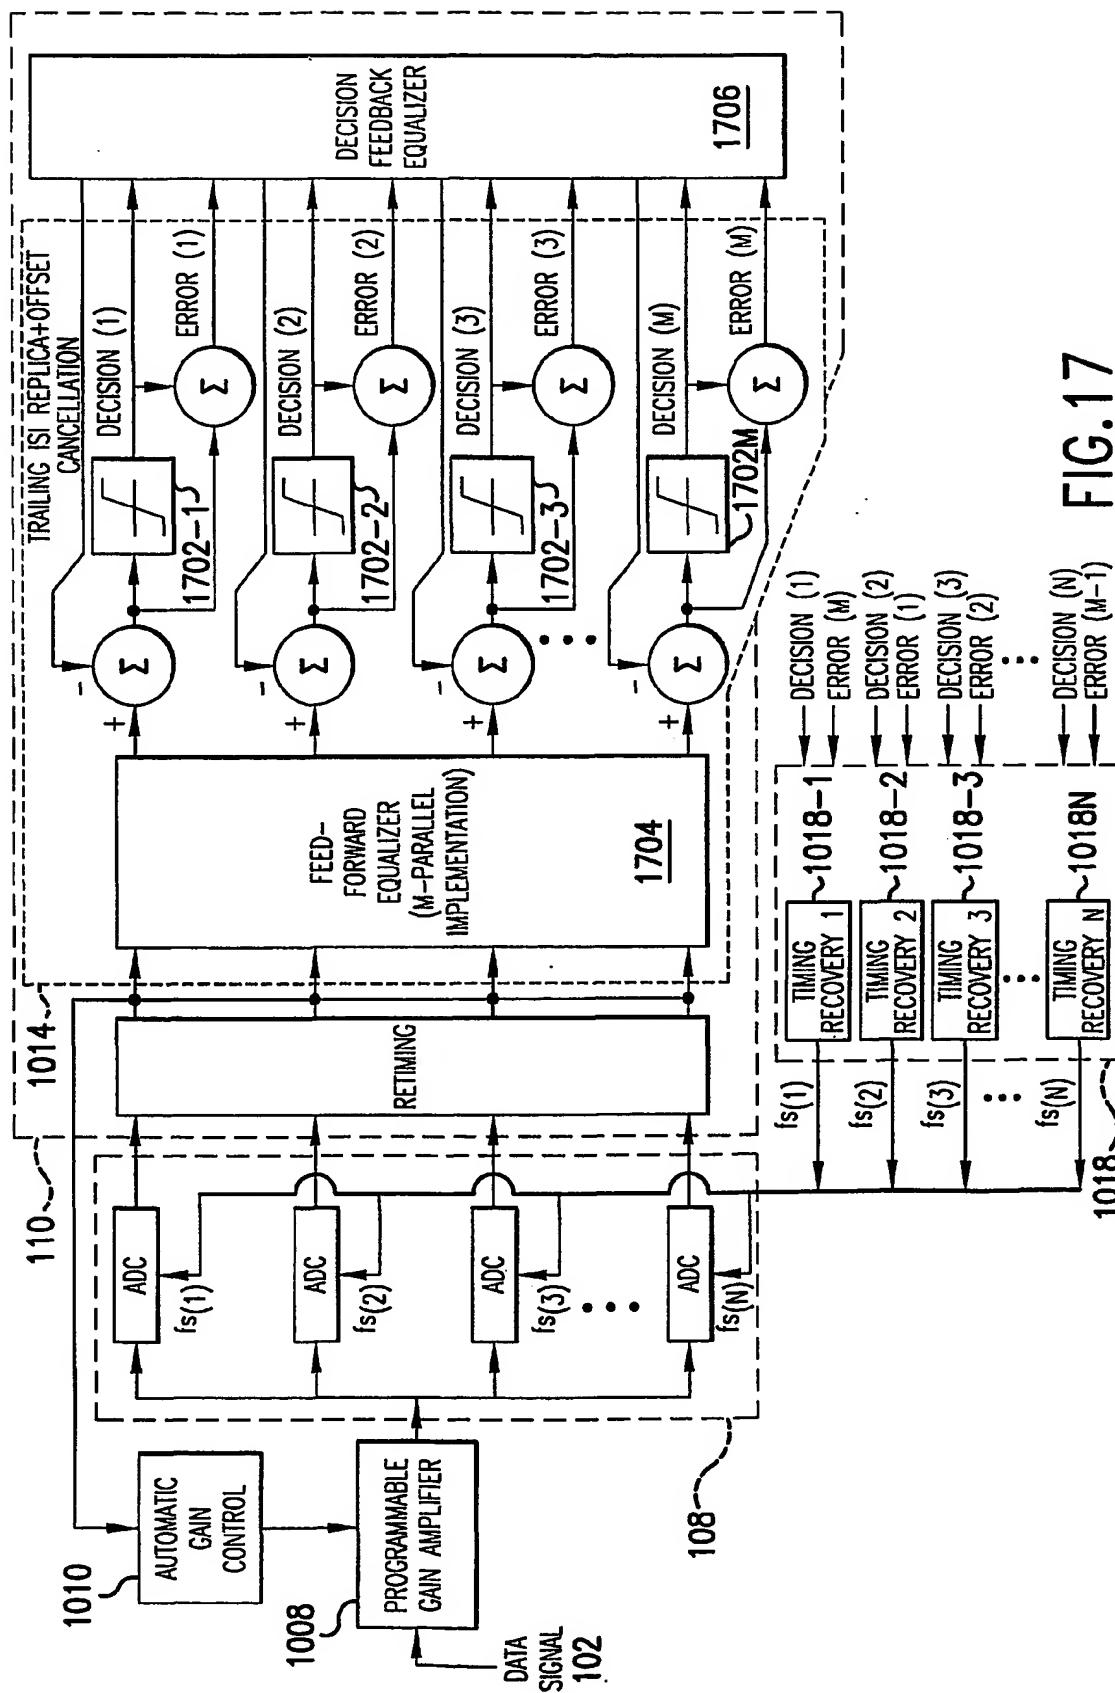 110
1014
TRAILING ISI REPLICA+OFFSET
CANCELLATION
1010
AUTOMATIC
GAIN
CONTROL
1008
PROGRAMMABLE
GAIN AMPLIFIER
DATA
SIGNAL
102
108
ADC
fs(1)
ADC
fs(2)
ADC
fs(3)
• • •
ADC
fs(N)
RETIMING
FEED-
FORWARD
EQUALIZER
(M-PARALLEL
IMPLEMENTATION)
1704
+
-
Σ
1702-1
DECISION (1)
Σ
ERROR (1)
+
-
Σ
1702-2
DECISION (2)
Σ
ERROR (2)
+
-
Σ
1702-3
DECISION (3)
Σ
ERROR (3)
• • •
+
-
Σ
1702M
DECISION (M)
Σ
ERROR (M)
DECISION
FEEDBACK
EQUALIZER
1706
fs(1)
TIMING
RECOVERY 1
1018-1
DECISION (1)
ERROR (M)
fs(2)
TIMING
RECOVERY 2
1018-2
DECISION (2)
ERROR (1)
fs(3)
TIMING
RECOVERY 3
1018-3
DECISION (3)
ERROR (2)
• • •
• • •
• • •
fs(N)
TIMING
RECOVERY N
1018N
DECISION (N)
ERROR (M-1)
1018
FIG.17